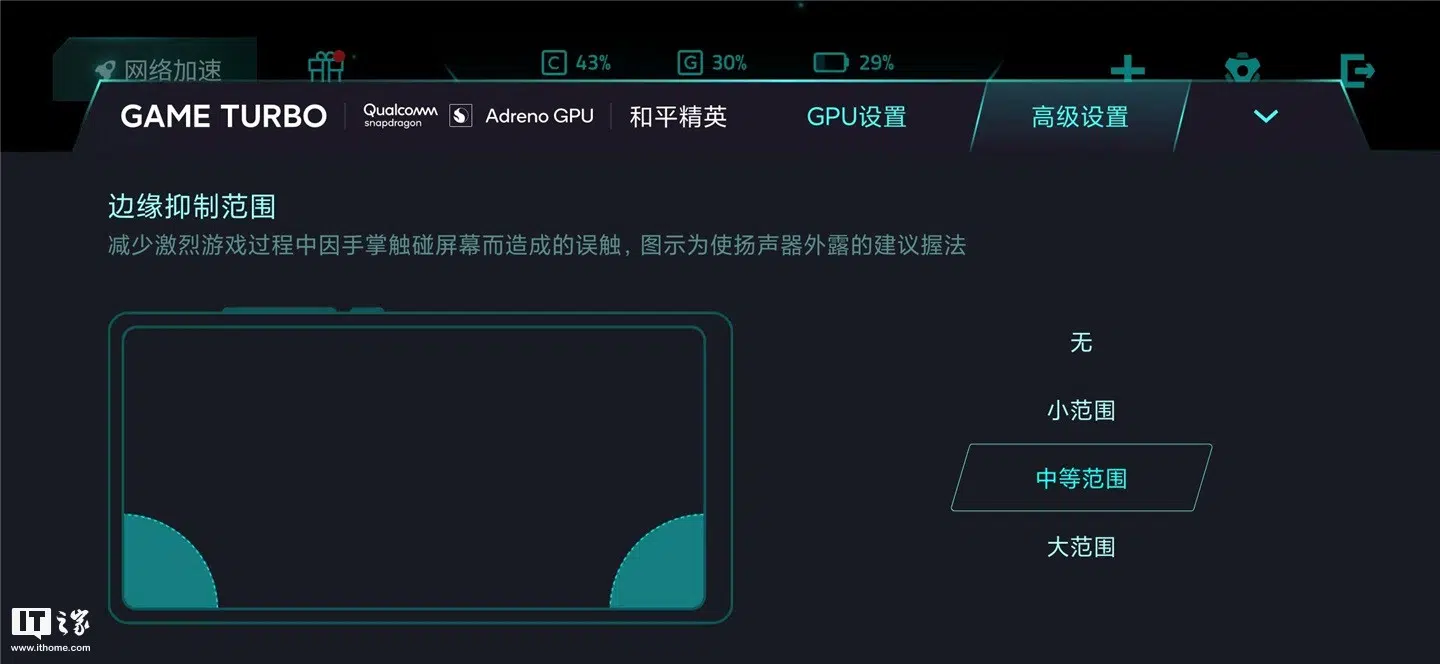 网络加速
C 43%
G 30%
29%
GAME TURBO
Qualcomm
snapdragon
Adreno GPU
和平精英
GPU设置
高级设置
边缘抑制范围
减少激烈游戏过程中因手掌触碰屏幕而造成的误触，图示为使扬声器外露的建议握法
无
小范围
中等范围
大范围
IT之家
www.ithome.com